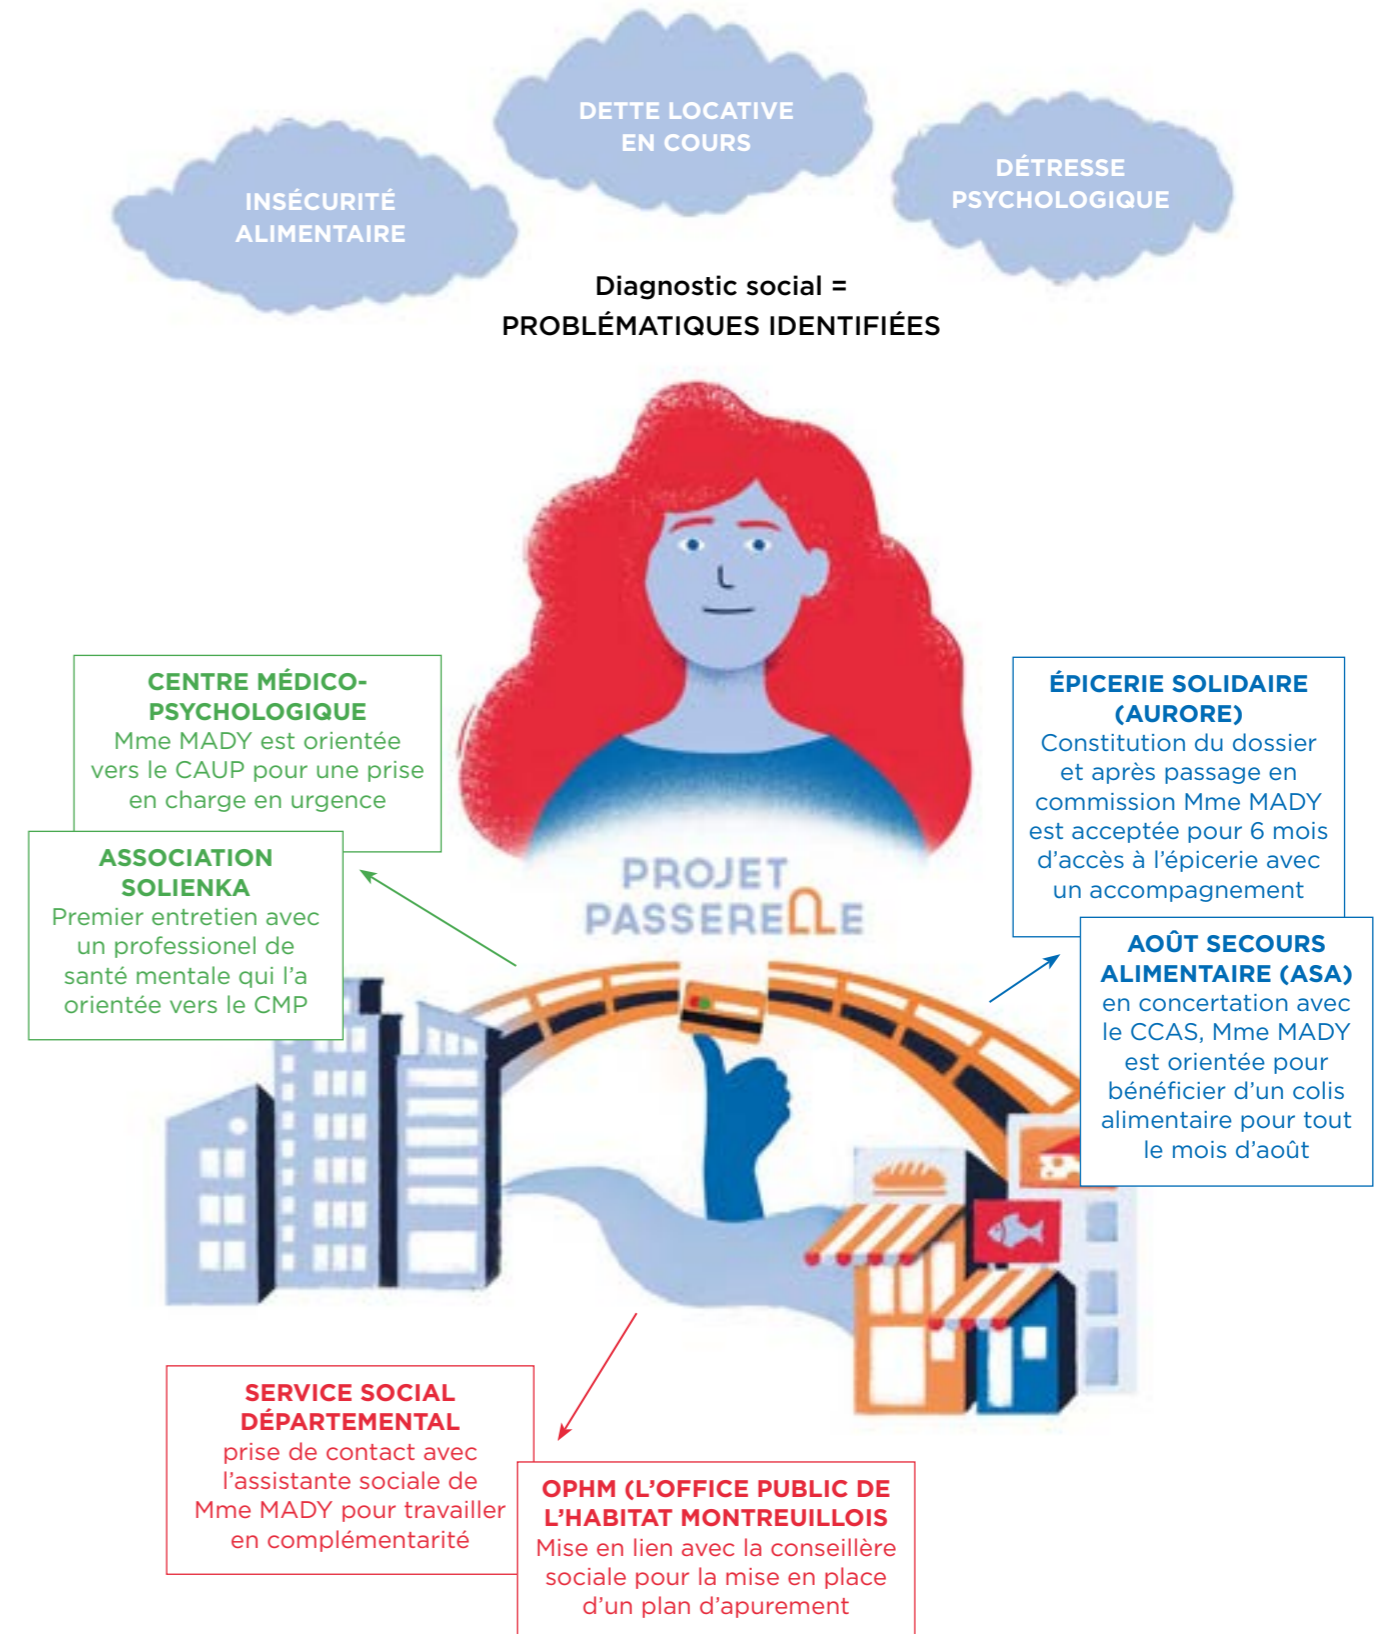 DETTE LOCATIVE
EN COURS
INSÉCURITÉ
ALIMENTAIRE
DÉTRESSE
PSYCHOLOGIQUE
Diagnostic social =
PROBLÉMATIQUES IDENTIFIÉES
CENTRE MÉDICO-
PSYCHOLOGIQUE
Mme MADY est orientée
vers le CAUP pour une prise
en charge en urgence
ASSOCIATION
SOLIENKA
Premier entretien avec
un professionel de
santé mentale qui l'a
orientée vers le CMP
PROJET
PASSERELLE
ÉPICERIE SOLIDAIRE
(AURORE)
Constitution du dossier
et après passage en
commission Mme MADY
est acceptée pour 6 mois
d'accès à l'épicerie avec
un accompagnement
AOÛT SECOURS
ALIMENTAIRE (ASA)
en concertation avec
le CCAS, Mme MADY
est orientée pour
bénéficier d'un colis
alimentaire pour tout
le mois d'août
SERVICE SOCIAL
DÉPARTEMENTAL
prise de contact avec
l'assistante sociale de
Mme MADY pour travailler
en complémentarité
OPHM (L'OFFICE PUBLIC DE
L'HABITAT MONTREUILLOIS
Mise en lien avec la conseillère
sociale pour la mise en place
d'un plan d'apurement